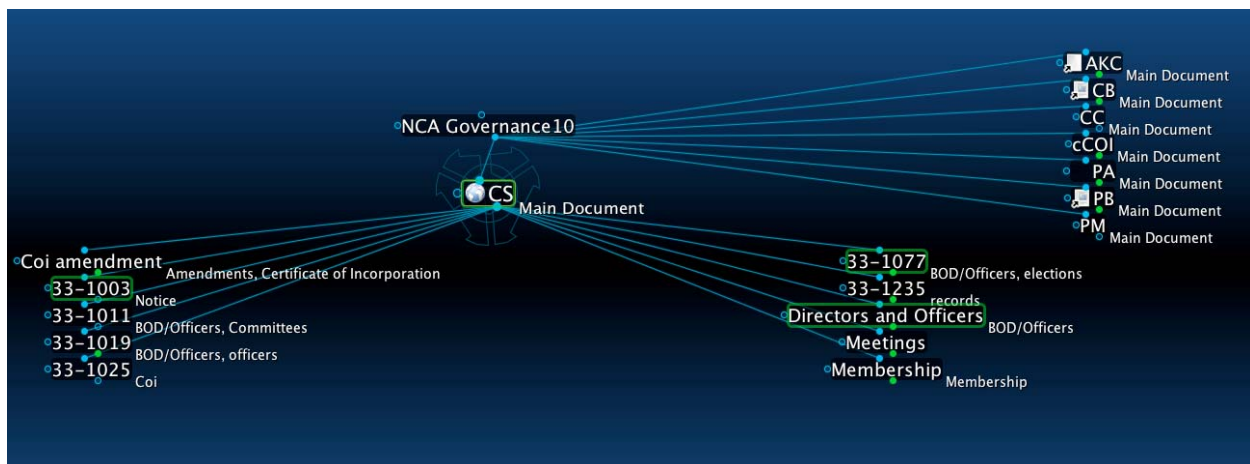 AKC
Main Document
CB
Main Document
CC
Main Document
cCOI
Main Document
PA
Main Document
PB
Main Document
PM
Main Document
NCA Governance10
CS
Main Document
Coi amendment
Amendments, Certificate of Incorporation
33-1003
Notice
33-1011
BOD/Officers, Committees
33-1019
BOD/Officers, officers
33-1025
Coi
33-1077
BOD/Officers, elections
33-1235
records
Directors and Officers
BOD/Officers
Meetings
Membership
Membership